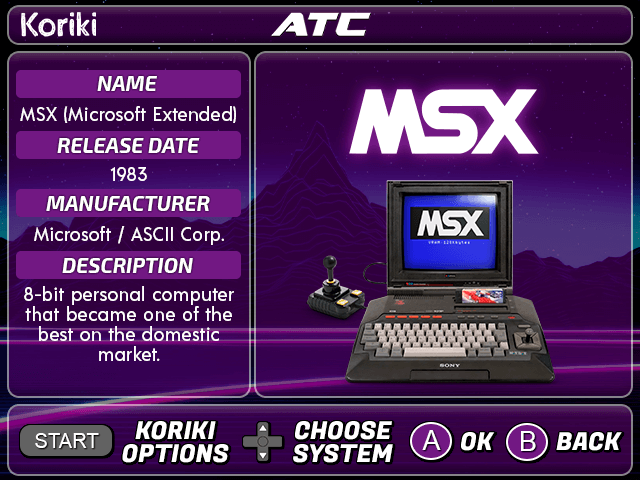 Koriki
ATC
NAME
MSX (Microsoft Extended)
RELEASE DATE
1983
MANUFACTURER
Microsoft / ASCII Corp.
DESCRIPTION
8-bit personal computer
that became one of the
best on the domestic
market.
MSX
MSX
VRAM 128Kbytes
SONY
START
KORIKI
OPTIONS
CHOOSE
SYSTEM
A OK
B BACK